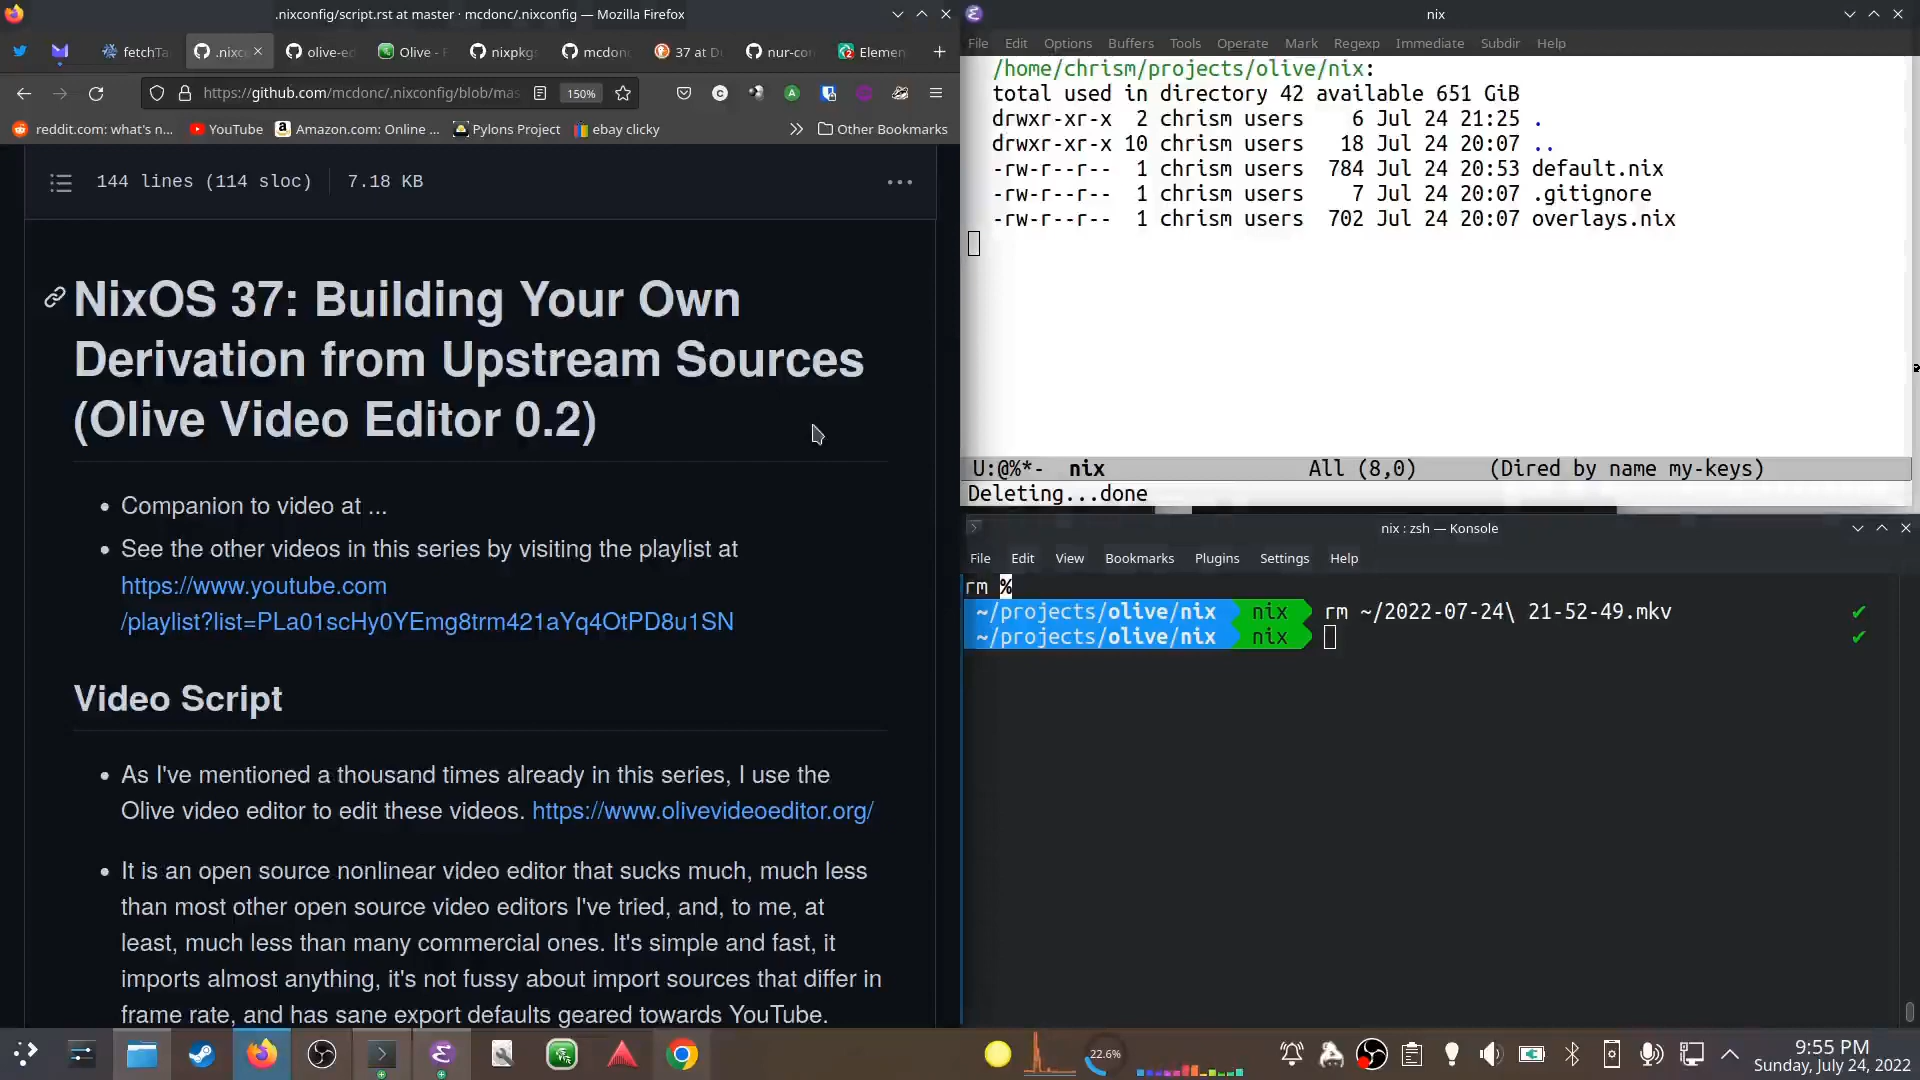 .nixconfig/script.rst at master · mcdonc/.nixconfig — Mozilla Firefox
fetchTa
.nixc
olive-ed
Olive - F
nixpkgs
mcdon
37 at D
nur-co
Elemen
https://github.com/mcdonc/.nixconfig/blob/mas
150%
reddit.com: what's n...
YouTube
Amazon.com: Online ...
Pylons Project
ebay clicky
Other Bookmarks
144 lines (114 sloc)
7.18 KB
NixOS 37: Building Your Own
Derivation from Upstream Sources
(Olive Video Editor 0.2)
• Companion to video at ...
• See the other videos in this series by visiting the playlist at
https://www.youtube.com
/playlist?list=PLa01scHy0YEmg8trm421aYq4OtPD8u1SN
Video Script
• As I've mentioned a thousand times already in this series, I use the
Olive video editor to edit these videos. https://www.olivevideoeditor.org/
• It is an open source nonlinear video editor that sucks much, much less
than most other open source video editors I've tried, and, to me, at
least, much less than many commercial ones. It's simple and fast, it
imports almost anything, it's not fussy about import sources that differ in
frame rate, and has sane export defaults geared towards YouTube.
nix
File Edit Options Buffers Tools Operate Mark Regexp Immediate Subdir Help
/home/chrism/projects/olive/nix:
total used in directory 42 available 651 GiB
drwxr-xr-x 2 chrism users 6 Jul 24 21:25 .
drwxr-xr-x 10 chrism users 18 Jul 24 20:07 ..
-rw-r--r-- 1 chrism users 784 Jul 24 20:53 default.nix
-rw-r--r-- 1 chrism users 7 Jul 24 20:07 .gitignore
-rw-r--r-- 1 chrism users 702 Jul 24 20:07 overlays.nix
U:@%*- nix All (8,0) (Dired by name my-keys)
Deleting...done
nix : zsh — Konsole
File Edit View Bookmarks Plugins Settings Help
rm %
~/projects/olive/nix nix rm ~/2022-07-24\ 21-52-49.mkv ✔
~/projects/olive/nix nix ✔
22.6%
9:55 PM
Sunday, July 24, 2022